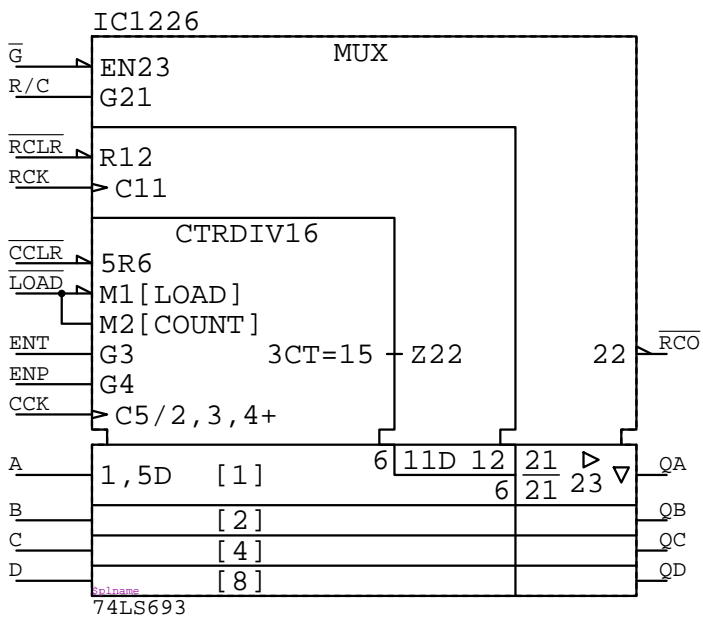 IC1226
MUX
G
EN23
R/C
G21
RCLR
R12
RCK
C11
CTRDIV16
CCLR
5R6
LOAD
M1[LOAD]
M2[COUNT]
ENT
G3
3CT=15
Z22
22
RCO
ENP
G4
CCK
C5/2,3,4+
A
1,5D
[1]
6
11D
12
21
QA
6
21
23
B
[2]
QB
C
[4]
QC
D
[8]
QD
Splname
74LS693